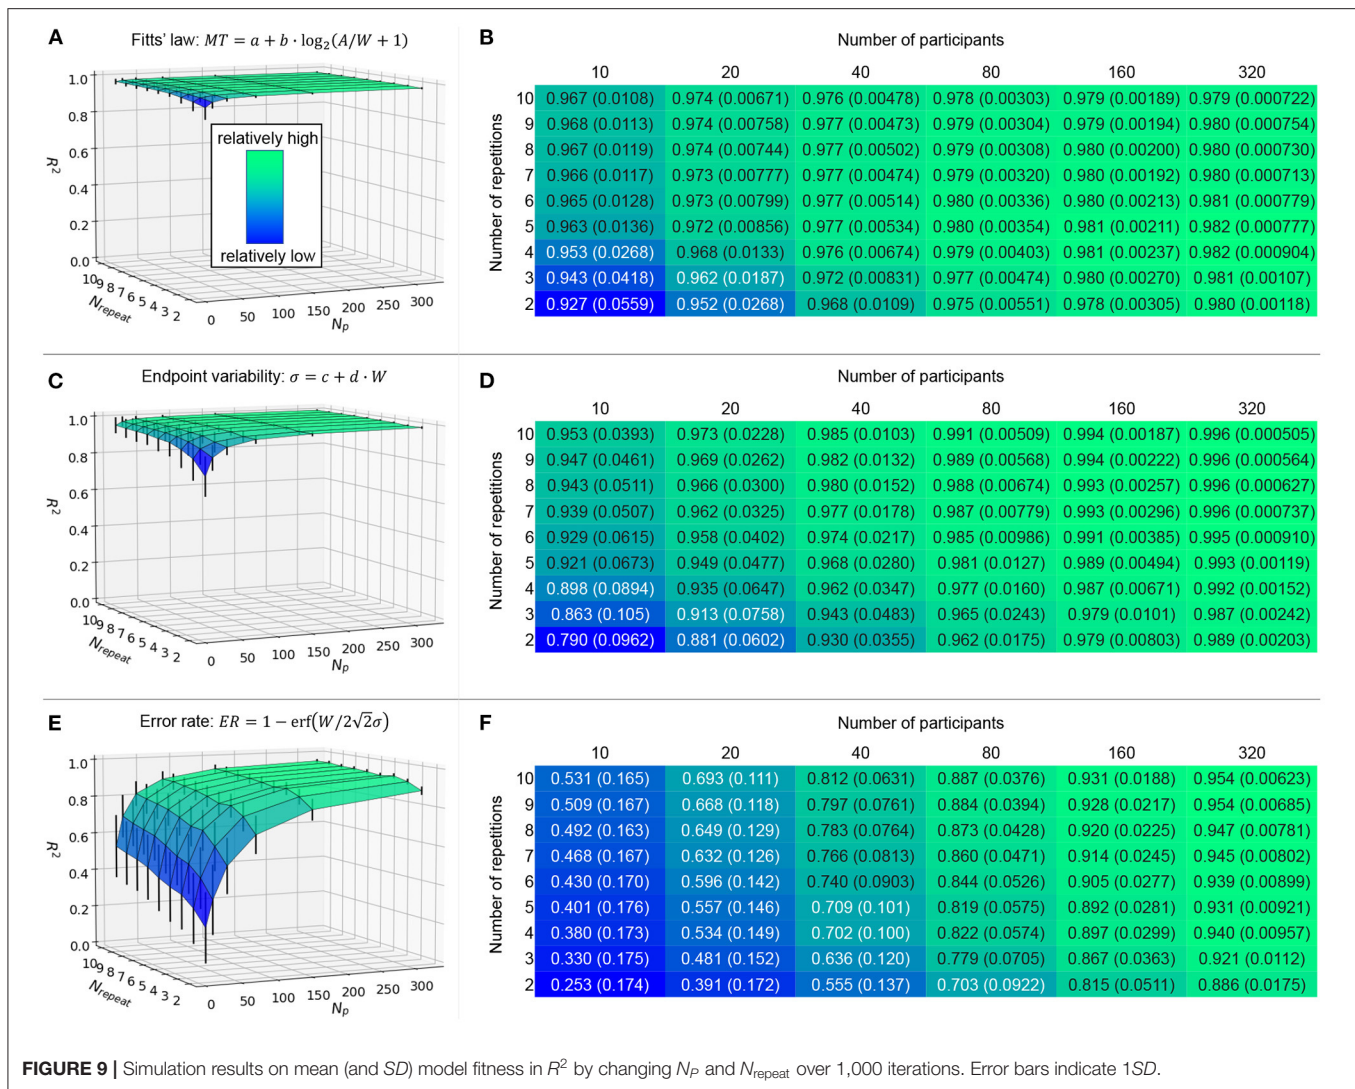 A
Fitts' law: MT = a + b · log₂(A/W + 1)
1.0
0.8
0.6
0.4
0.2
0.0
R²
relatively high
relatively low
10 9 8 7 6 5 4 3 2
N_repeat
0 50 100 150 200 250 300
N_p
B
Number of participants
10 20 40 80 160 320
Number of repetitions
10 0.967 (0.0108) 0.974 (0.00671) 0.976 (0.00478) 0.978 (0.00303) 0.979 (0.00189) 0.979 (0.000722)
9 0.968 (0.0113) 0.974 (0.00758) 0.977 (0.00473) 0.979 (0.00304) 0.979 (0.00194) 0.980 (0.000754)
8 0.967 (0.0119) 0.974 (0.00744) 0.977 (0.00502) 0.979 (0.00308) 0.980 (0.00200) 0.980 (0.000730)
7 0.966 (0.0117) 0.973 (0.00777) 0.977 (0.00474) 0.979 (0.00320) 0.980 (0.00192) 0.980 (0.000713)
6 0.965 (0.0128) 0.973 (0.00799) 0.977 (0.00514) 0.980 (0.00336) 0.980 (0.00213) 0.981 (0.000779)
5 0.963 (0.0136) 0.972 (0.00856) 0.977 (0.00534) 0.980 (0.00354) 0.981 (0.00211) 0.982 (0.000777)
4 0.953 (0.0268) 0.968 (0.0133) 0.976 (0.00674) 0.979 (0.00403) 0.981 (0.00237) 0.982 (0.000904)
3 0.943 (0.0418) 0.962 (0.0187) 0.972 (0.00831) 0.977 (0.00474) 0.980 (0.00270) 0.981 (0.00107)
2 0.927 (0.0559) 0.952 (0.0268) 0.968 (0.0109) 0.975 (0.00551) 0.978 (0.00305) 0.980 (0.00118)
C
Endpoint variability: σ = c + d · W
1.0
0.8
0.6
0.4
0.2
0.0
R²
10 9 8 7 6 5 4 3 2
N_repeat
0 50 100 150 200 250 300
N_p
D
Number of participants
10 20 40 80 160 320
Number of repetitions
10 0.953 (0.0393) 0.973 (0.0228) 0.985 (0.0103) 0.991 (0.00509) 0.994 (0.00187) 0.996 (0.000505)
9 0.947 (0.0461) 0.969 (0.0262) 0.982 (0.0132) 0.989 (0.00568) 0.994 (0.00222) 0.996 (0.000564)
8 0.943 (0.0511) 0.966 (0.0300) 0.980 (0.0152) 0.988 (0.00674) 0.993 (0.00257) 0.996 (0.000627)
7 0.939 (0.0507) 0.962 (0.0325) 0.977 (0.0178) 0.987 (0.00779) 0.993 (0.00296) 0.996 (0.000737)
6 0.929 (0.0615) 0.958 (0.0402) 0.974 (0.0217) 0.985 (0.00986) 0.991 (0.00385) 0.995 (0.000910)
5 0.921 (0.0673) 0.949 (0.0477) 0.968 (0.0280) 0.981 (0.0127) 0.989 (0.00494) 0.993 (0.00119)
4 0.898 (0.0894) 0.935 (0.0647) 0.962 (0.0347) 0.977 (0.0160) 0.987 (0.00671) 0.992 (0.00152)
3 0.863 (0.105) 0.913 (0.0758) 0.943 (0.0483) 0.965 (0.0243) 0.979 (0.0101) 0.987 (0.00242)
2 0.790 (0.0962) 0.881 (0.0602) 0.930 (0.0355) 0.962 (0.0175) 0.979 (0.00803) 0.989 (0.00203)
E
Error rate: ER = 1 − erf(W/2√2σ)
1.0
0.8
0.6
0.4
0.2
0.0
R²
10 9 8 7 6 5 4 3 2
N_repeat
0 50 100 150 200 250 300
N_p
F
Number of participants
10 20 40 80 160 320
Number of repetitions
10 0.531 (0.165) 0.693 (0.111) 0.812 (0.0631) 0.887 (0.0376) 0.931 (0.0188) 0.954 (0.00623)
9 0.509 (0.167) 0.668 (0.118) 0.797 (0.0761) 0.884 (0.0394) 0.928 (0.0217) 0.954 (0.00685)
8 0.492 (0.163) 0.649 (0.129) 0.783 (0.0764) 0.873 (0.0428) 0.920 (0.0225) 0.947 (0.00781)
7 0.468 (0.167) 0.632 (0.126) 0.766 (0.0813) 0.860 (0.0471) 0.914 (0.0245) 0.945 (0.00802)
6 0.430 (0.170) 0.596 (0.142) 0.740 (0.0903) 0.844 (0.0526) 0.905 (0.0277) 0.939 (0.00899)
5 0.401 (0.176) 0.557 (0.146) 0.709 (0.101) 0.819 (0.0575) 0.892 (0.0281) 0.931 (0.00921)
4 0.380 (0.173) 0.534 (0.149) 0.702 (0.100) 0.822 (0.0574) 0.897 (0.0299) 0.940 (0.00957)
3 0.330 (0.175) 0.481 (0.152) 0.636 (0.120) 0.779 (0.0705) 0.867 (0.0363) 0.921 (0.0112)
2 0.253 (0.174) 0.391 (0.172) 0.555 (0.137) 0.703 (0.0922) 0.815 (0.0511) 0.886 (0.0175)
FIGURE 9 | Simulation results on mean (and SD) model fitness in R² by changing N_P and N_repeat over 1,000 iterations. Error bars indicate 1SD.